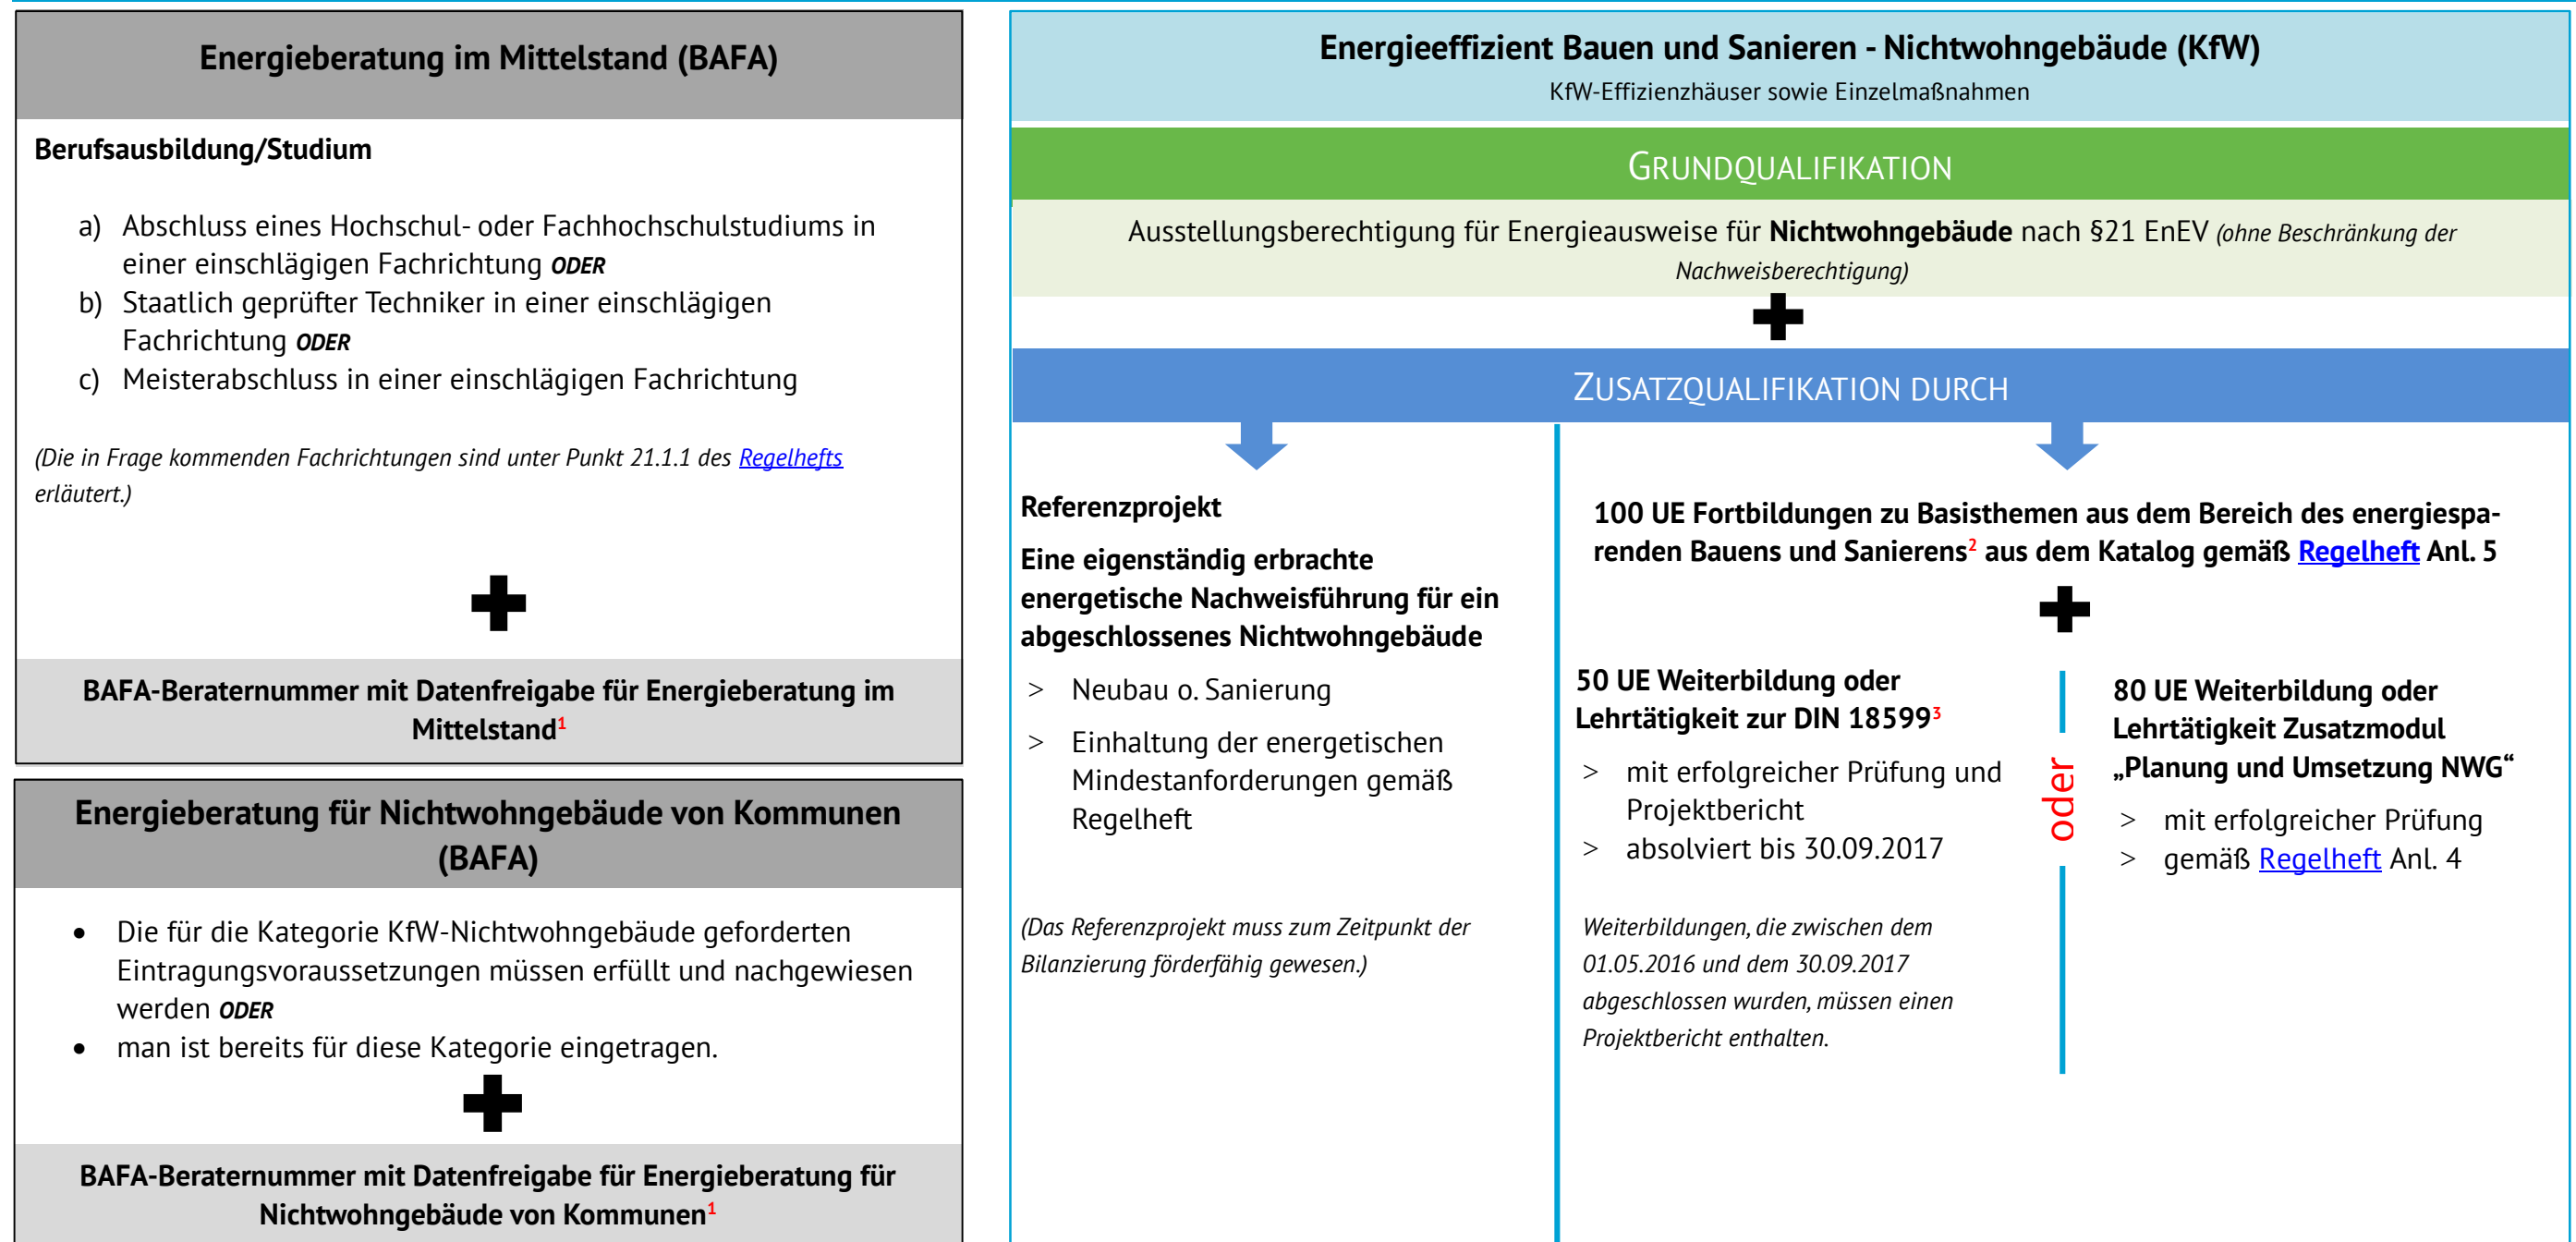 Energieberatung im Mittelstand (BAFA)
Berufsausbildung/Studium
a) Abschluss eines Hochschul- oder Fachhochschulstudiums in
einer einschlägigen Fachrichtung ODER
b) Staatlich geprüfter Techniker in einer einschlägigen
Fachrichtung ODER
c) Meisterabschluss in einer einschlägigen Fachrichtung
(Die in Frage kommenden Fachrichtungen sind unter Punkt 21.1.1 des Regelhefts
erläutert.)
BAFA-Beraternummer mit Datenfreigabe für Energieberatung im
Mittelstand1
Energieberatung für Nichtwohngebäude von Kommunen
(BAFA)
• Die für die Kategorie KfW-Nichtwohngebäude geforderten
Eintragungsvoraussetzungen müssen erfüllt und nachgewiesen
werden ODER
• man ist bereits für diese Kategorie eingetragen.
BAFA-Beraternummer mit Datenfreigabe für Energieberatung für
Nichtwohngebäude von Kommunen1
Energieeffizient Bauen und Sanieren - Nichtwohngebäude (KfW)
KfW-Effizienzhäuser sowie Einzelmaßnahmen
GRUNDQUALIFIKATION
Ausstellungsberechtigung für Energieausweise für Nichtwohngebäude nach §21 EnEV (ohne Beschränkung der
Nachweisberechtigung)
ZUSATZQUALIFIKATION DURCH
Referenzprojekt
Eine eigenständig erbrachte
energetische Nachweisführung für ein
abgeschlossenes Nichtwohngebäude
> Neubau o. Sanierung
> Einhaltung der energetischen
Mindestanforderungen gemäß
Regelheft
(Das Referenzprojekt muss zum Zeitpunkt der
Bilanzierung förderfähig gewesen.)
100 UE Fortbildungen zu Basisthemen aus dem Bereich des energiespa-
renden Bauens und Sanierens2 aus dem Katalog gemäß Regelheft Anl. 5
50 UE Weiterbildung oder
Lehrtätigkeit zur DIN 185993
> mit erfolgreicher Prüfung und
Projektbericht
> absolviert bis 30.09.2017
Weiterbildungen, die zwischen dem
01.05.2016 und dem 30.09.2017
abgeschlossen wurden, müssen einen
Projektbericht enthalten.
oder
80 UE Weiterbildung oder
Lehrtätigkeit Zusatzmodul
„Planung und Umsetzung NWG“
> mit erfolgreicher Prüfung
> gemäß Regelheft Anl. 4